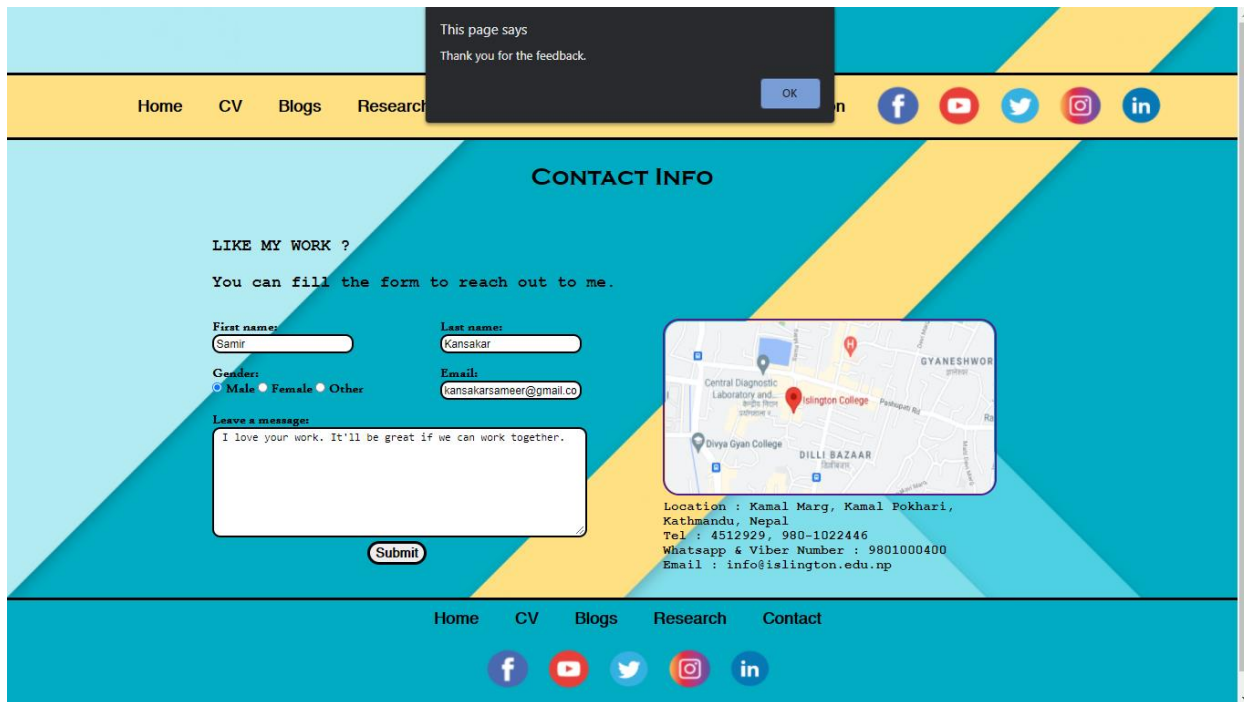 This page says
Thank you for the feedback.
OK
Home CV Blogs Research
CONTACT INFO
LIKE MY WORK ?
You can fill the form to reach out to me.
First name: Last name:
Samir Kansakar
Gender: Email:
Male Female Other kansakarsameer@gmail.co
Leave a message:
I love your work. It'll be great if we can work together.
Submit
GYANESHWOR
Central Diagnostic
Laboratory and...
Islington College
Pashupati Rd
Ra
Divya Gyan College
DILLI BAZAAR
Location : Kamal Marg, Kamal Pokhari,
Kathmandu, Nepal
Tel : 4512929, 980-1022446
Whatsapp & Viber Number : 9801000400
Email : info@islington.edu.np
Home CV Blogs Research Contact